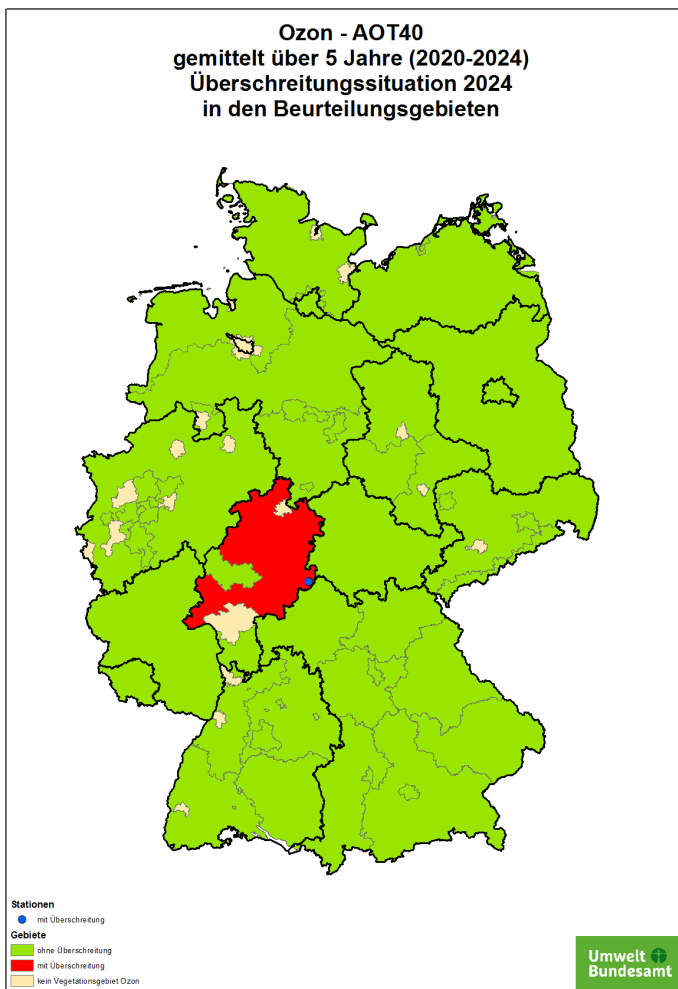 Ozon - AOT40
gemittelt über 5 Jahre (2020-2024)
Überschreitungssituation 2024
in den Beurteilungsgebieten
Stationen
mit Überschreitung
Gebiete
ohne Überschreitung
mit Überschreitung
kein Vegetationsgebiet Ozon
Umwelt
Bundesamt